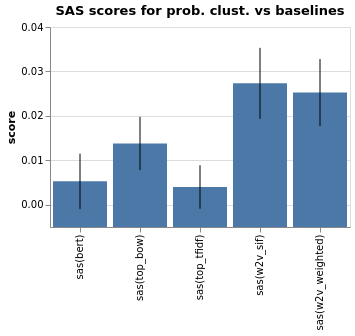 SAS scores for prob. clust. vs baselines
0.04
0.03
0.02
0.01
0.00
score
sas(bert)
sas(top_bow)
sas(top_tfidf)
sas(w2v_sif)
sas(w2v_weighted)